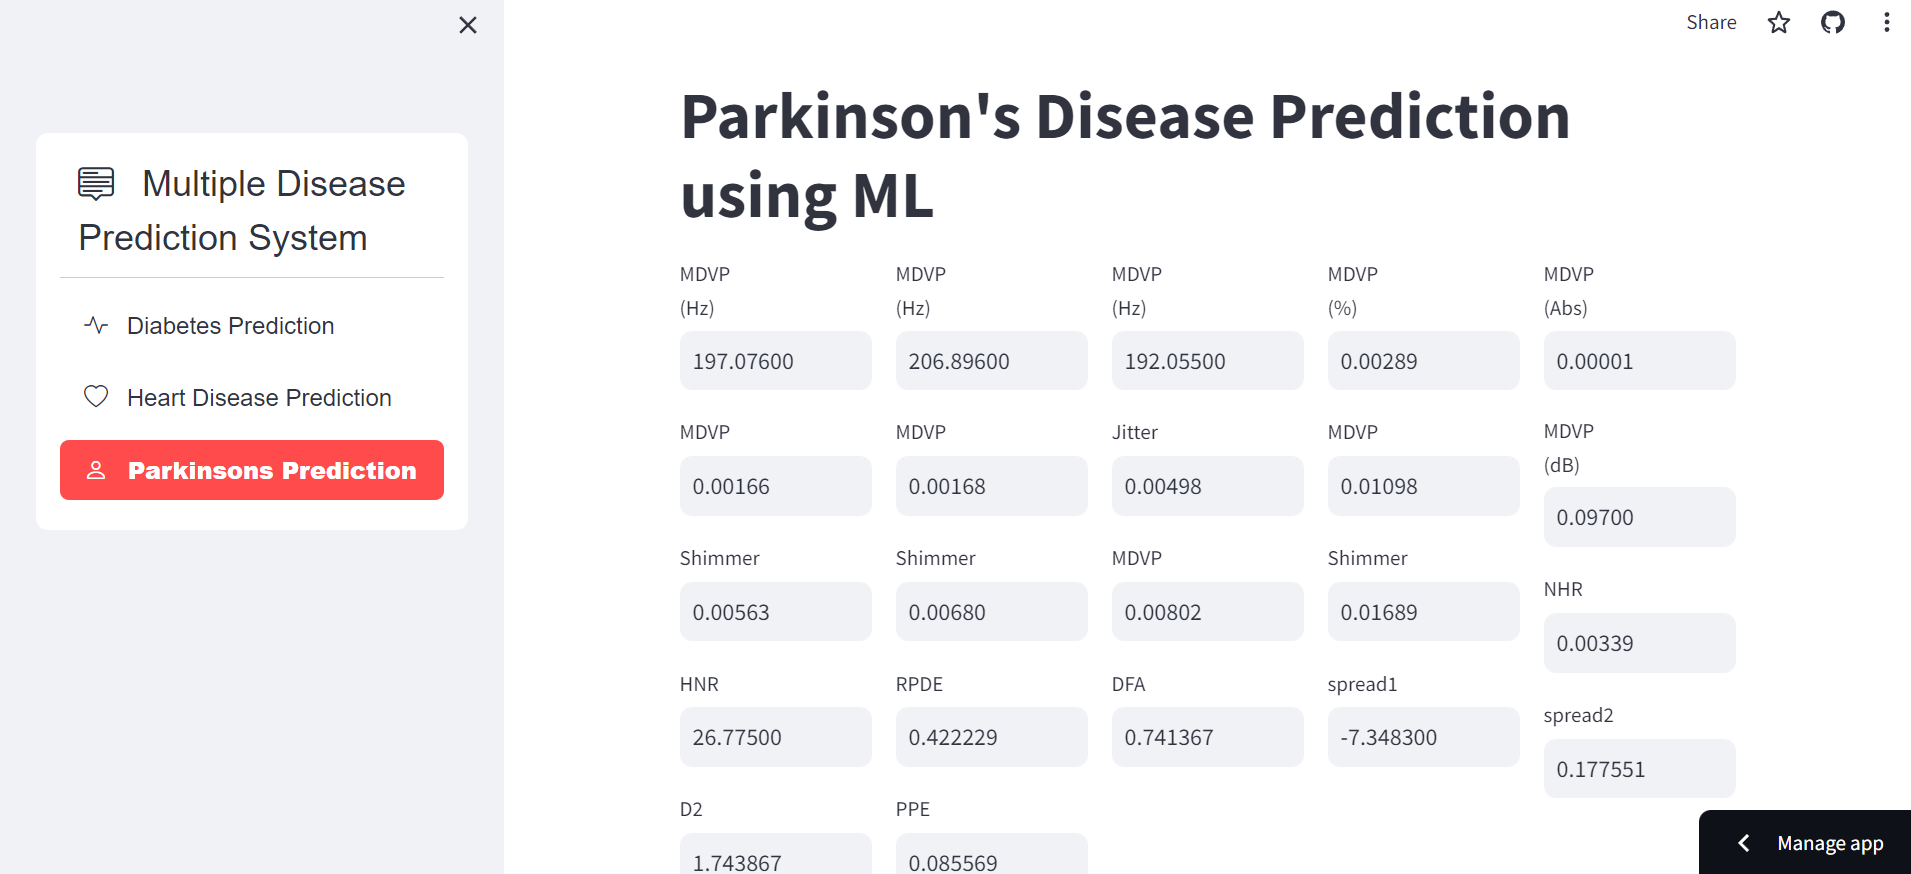 Share
Multiple Disease
Prediction System
Diabetes Prediction
Heart Disease Prediction
Parkinsons Prediction
Parkinson's Disease Prediction
using ML
MDVP MDVP MDVP MDVP MDVP
(Hz) (Hz) (Hz) (%) (Abs)
197.07600 206.89600 192.05500 0.00289 0.00001
MDVP MDVP Jitter MDVP MDVP
(dB)
0.00166 0.00168 0.00498 0.01098 0.09700
Shimmer Shimmer MDVP Shimmer NHR
0.00563 0.00680 0.00802 0.01689 0.00339
HNR RPDE DFA spread1 spread2
26.77500 0.422229 0.741367 -7.348300 0.177551
D2 PPE
1.743867 0.085569
Manage app